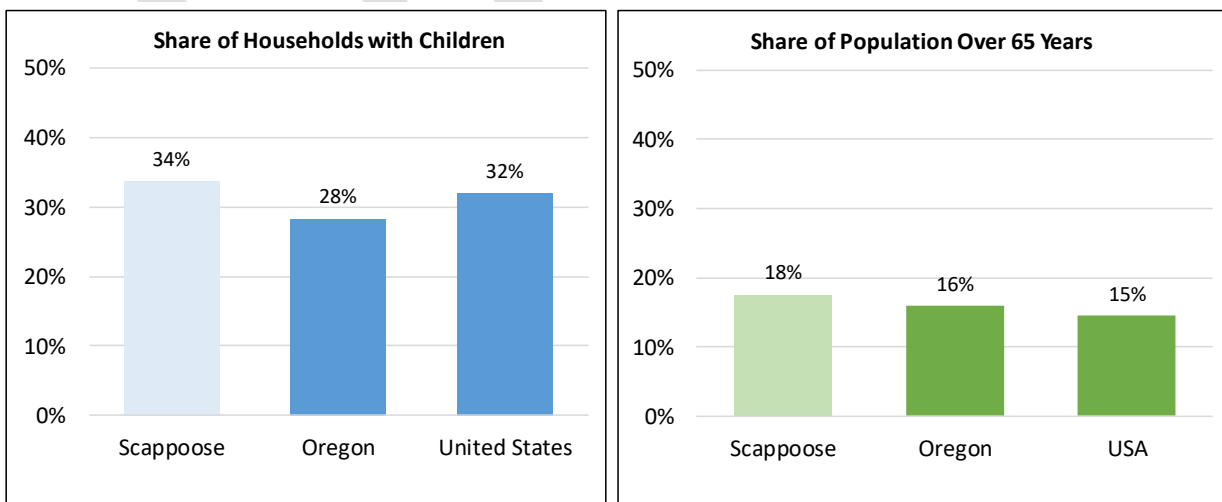 Share of Households with Children
50%
40%
30%
20%
10%
0%
34%
28%
32%
Scappoose
Oregon
United States
Share of Population Over 65 Years
50%
40%
30%
20%
10%
0%
18%
16%
15%
Scappoose
Oregon
USA